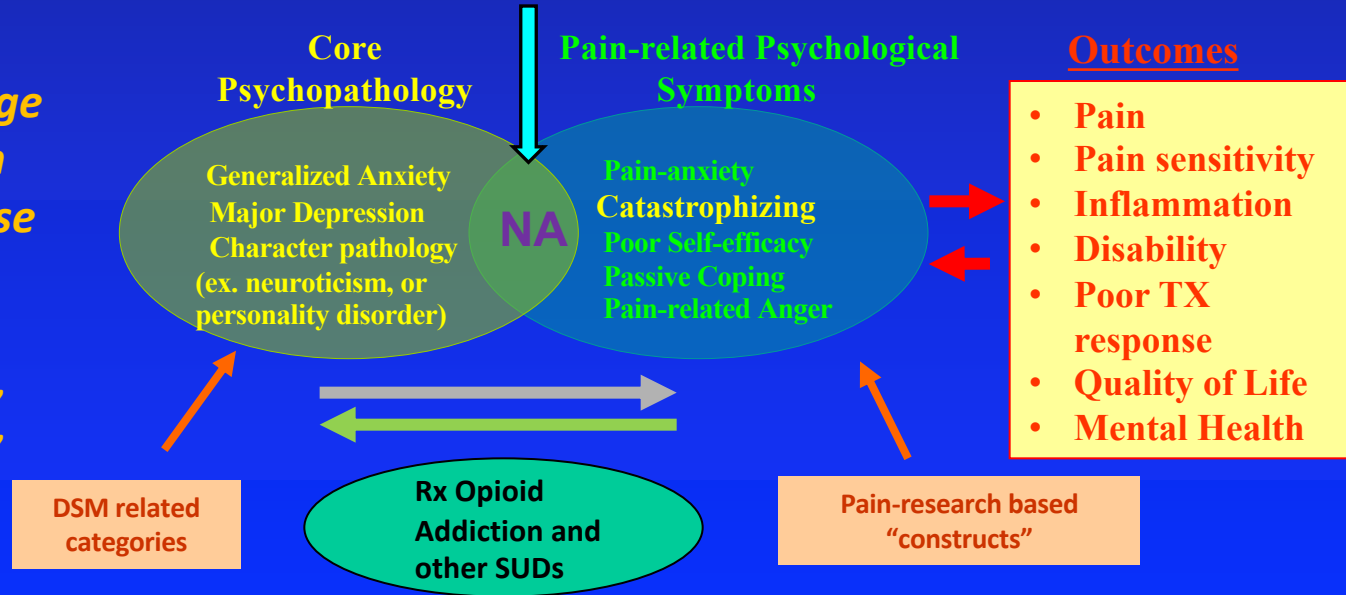 Core
Psychopathology
Generalized Anxiety
Major Depression
Character pathology
(ex. neuroticism, or
personality disorder)
NA
Pain-related Psychological
Symptoms
Pain-anxiety
Catastrophizing
Poor Self-efficacy
Passive Coping
Pain-related Anger
Outcomes
• Pain
• Pain sensitivity
• Inflammation
• Disability
• Poor TX
response
• Quality of Life
• Mental Health
DSM related
categories
Rx Opioid
Addiction and
other SUDs
Pain-research based
“constructs”